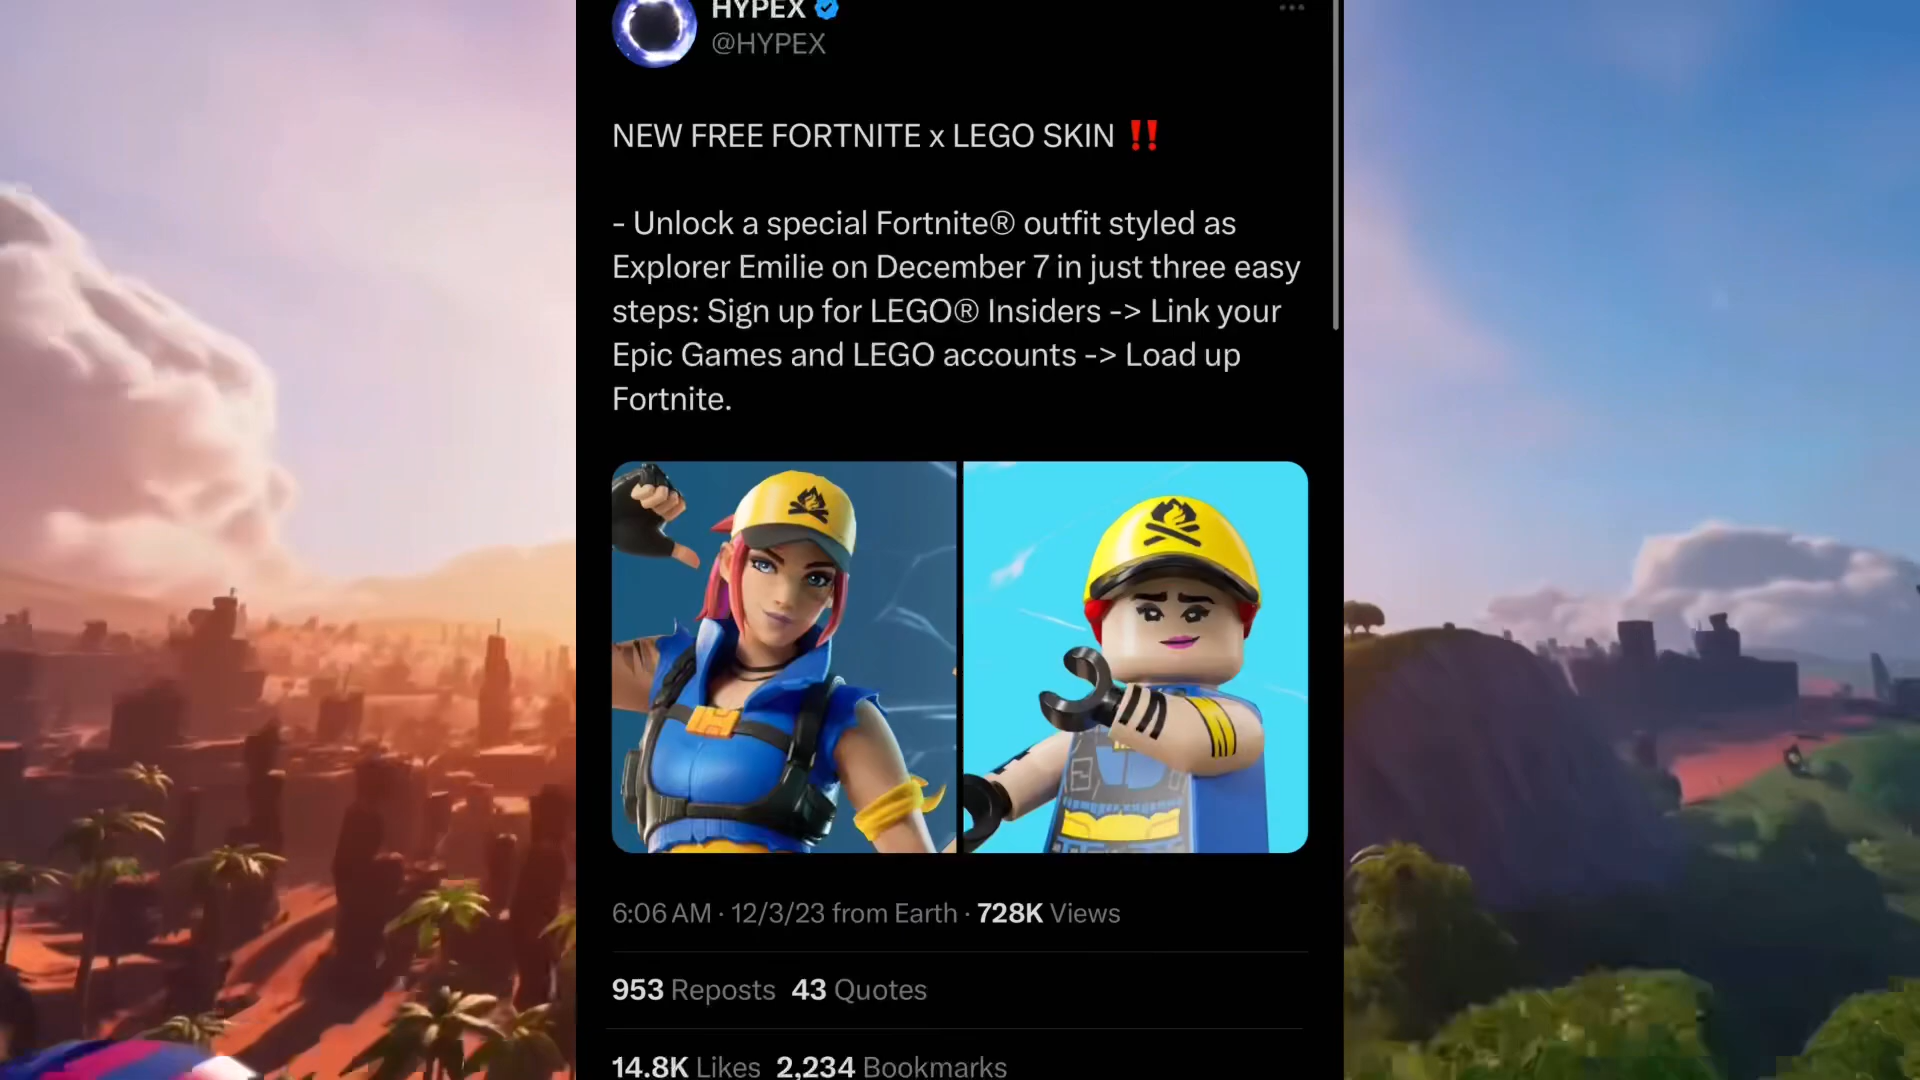 HYPEX
@HYPEX
NEW FREE FORTNITE x LEGO SKIN ‼️
- Unlock a special Fortnite® outfit styled as
Explorer Emilie on December 7 in just three easy
steps: Sign up for LEGO® Insiders -> Link your
Epic Games and LEGO accounts -> Load up
Fortnite.
6:06 AM · 12/3/23 from Earth · 728K Views
953 Reposts 43 Quotes
14.8K Likes 2,234 Bookmarks